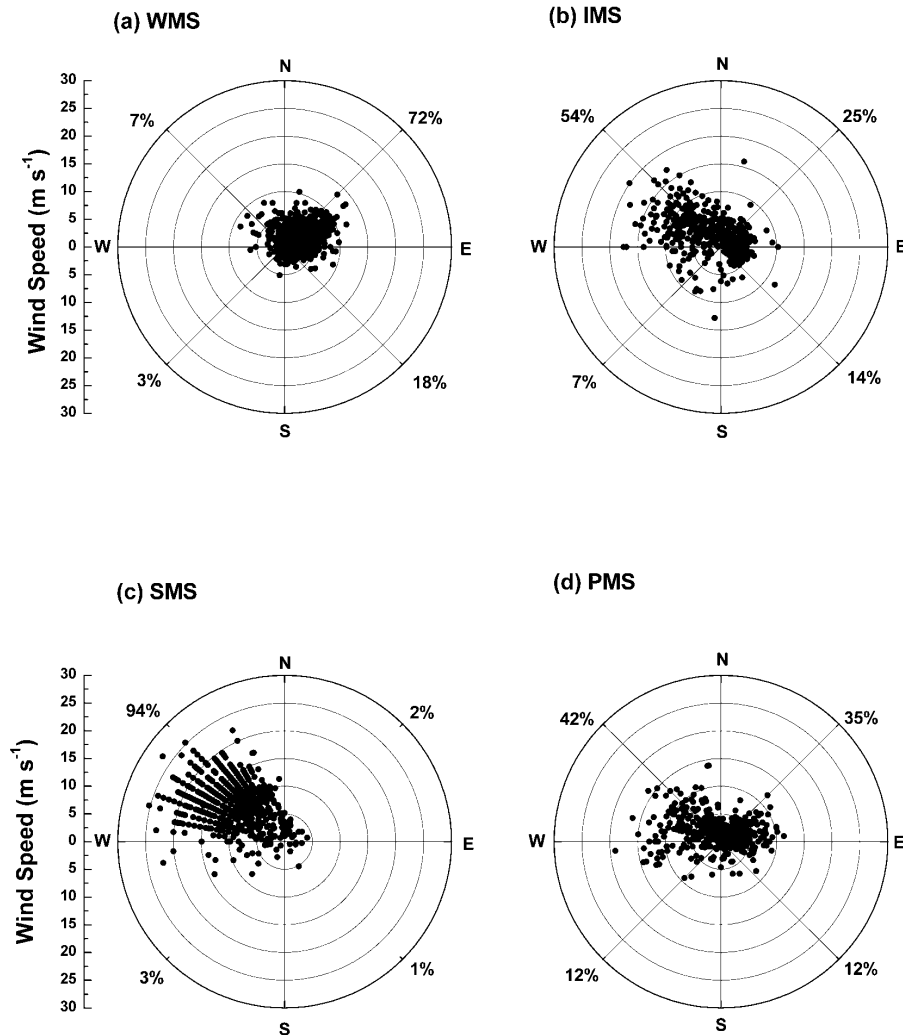 (a) WMS
(b) IMS
N
N
30
25
20
15
10
5
0
5
10
15
20
25
30
Wind Speed (m s⁻¹)
7%
72%
54%
25%
W
E
W
E
3%
18%
7%
14%
S
S
(c) SMS
(d) PMS
N
N
30
25
20
15
10
5
0
5
10
15
20
25
30
Wind Speed (m s⁻¹)
94%
2%
42%
35%
W
E
W
E
3%
1%
12%
12%
S
S